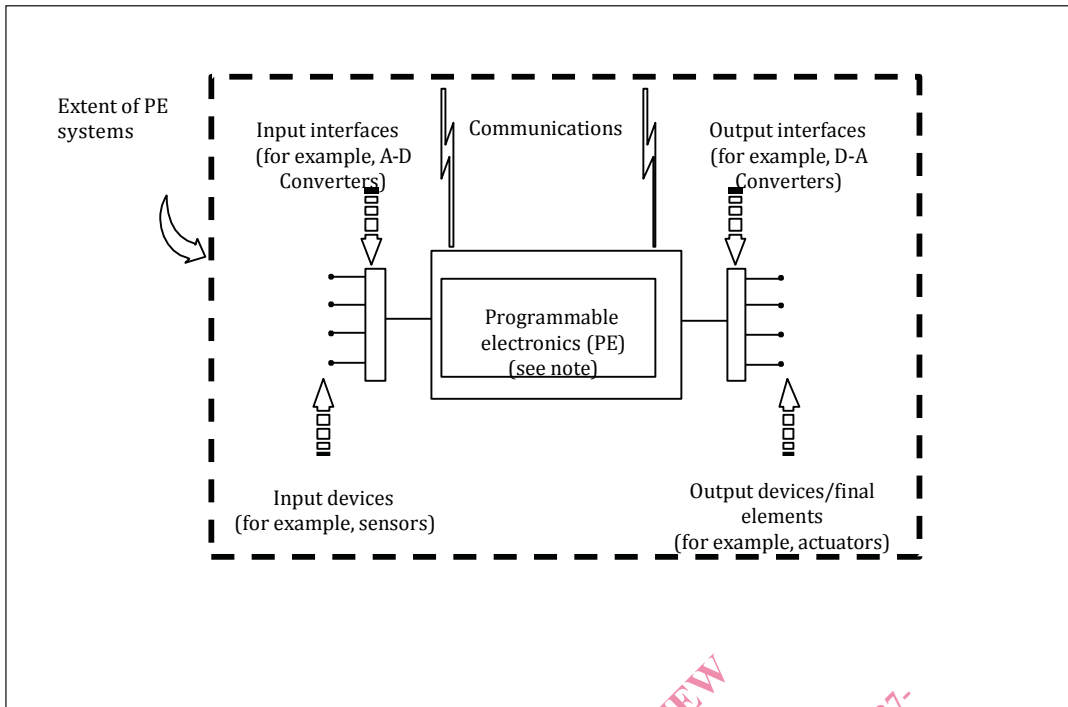 Extent of PE
systems
Input interfaces
(for example, A-D
Converters)
Communications
Output interfaces
(for example, D-A
Converters)
Programmable
electronics (PE)
(see note)
Input devices
(for example, sensors)
Output devices/final
elements
(for example, actuators)